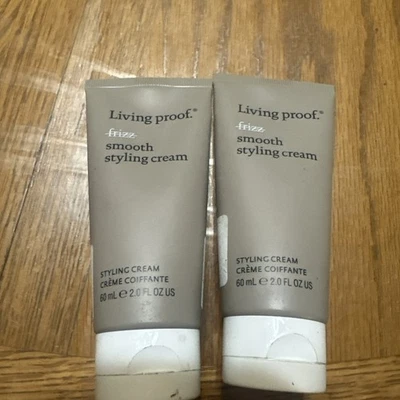 Living proof.®
frizz
smooth
styling cream
STYLING CREAM
CRÈME COIFFANTE
60 mL ℮ 2.0 FL OZ US
Living proof.®
frizz
smooth
styling cream
STYLING CREAM
CRÈME COIFFANTE
60 mL ℮ 2.0 FL OZ US